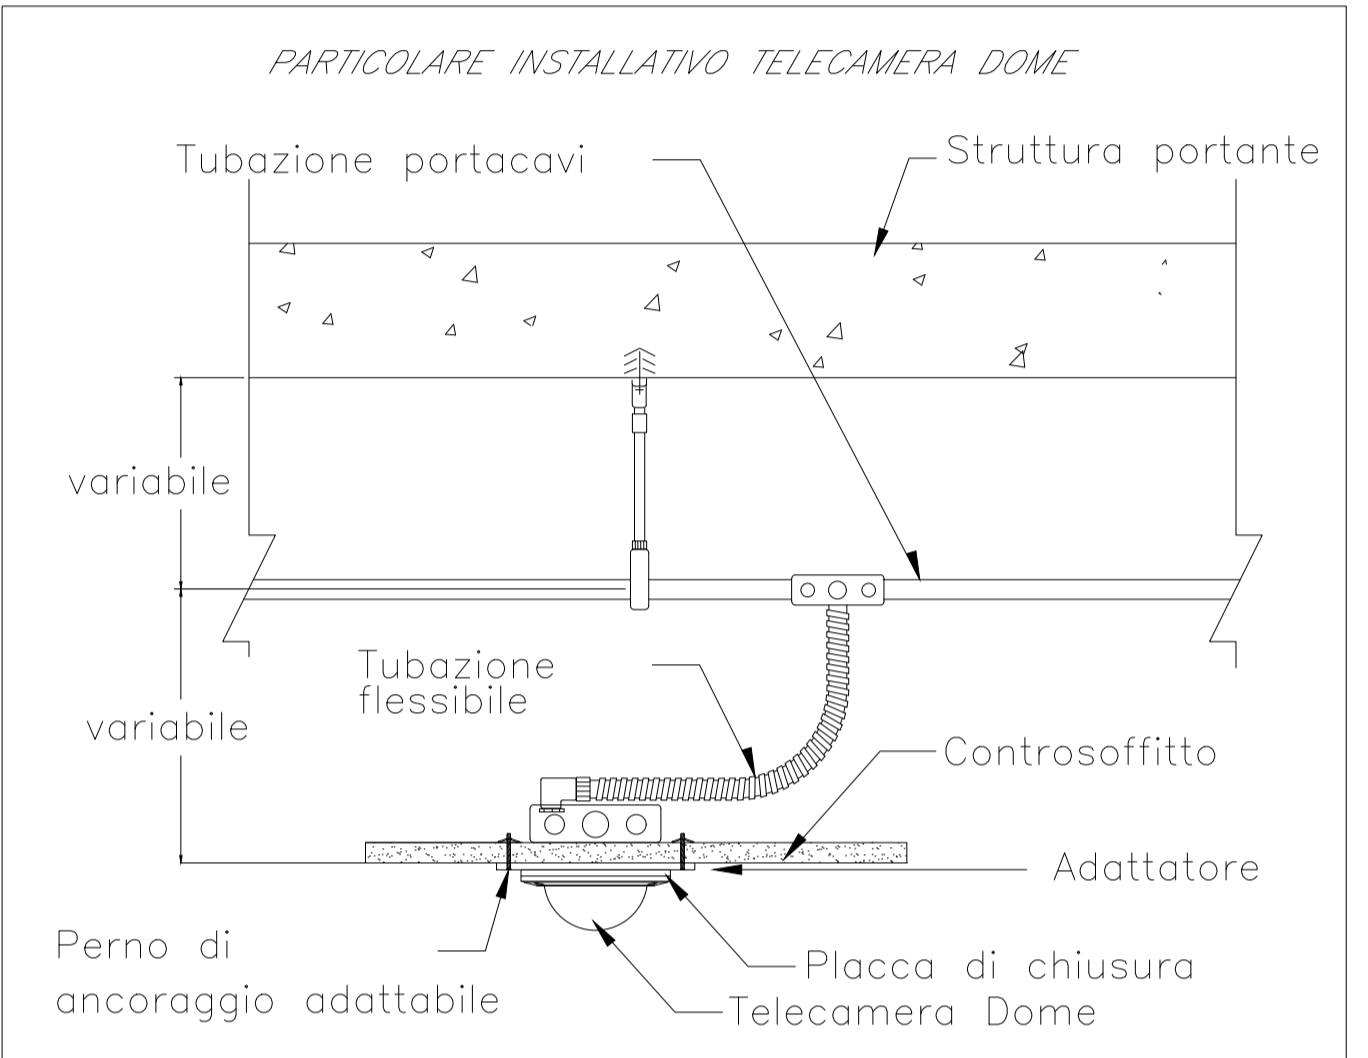 PARTICOLARE INSTALLATIVO TELECAMERA DOME
Tubazione portacavi
Struttura portante
variabile
Tubazione
flessibile
variabile
Controsoffitto
Adattatore
Perno di
ancoraggio adattabile
Placca di chiusura
Telecamera Dome